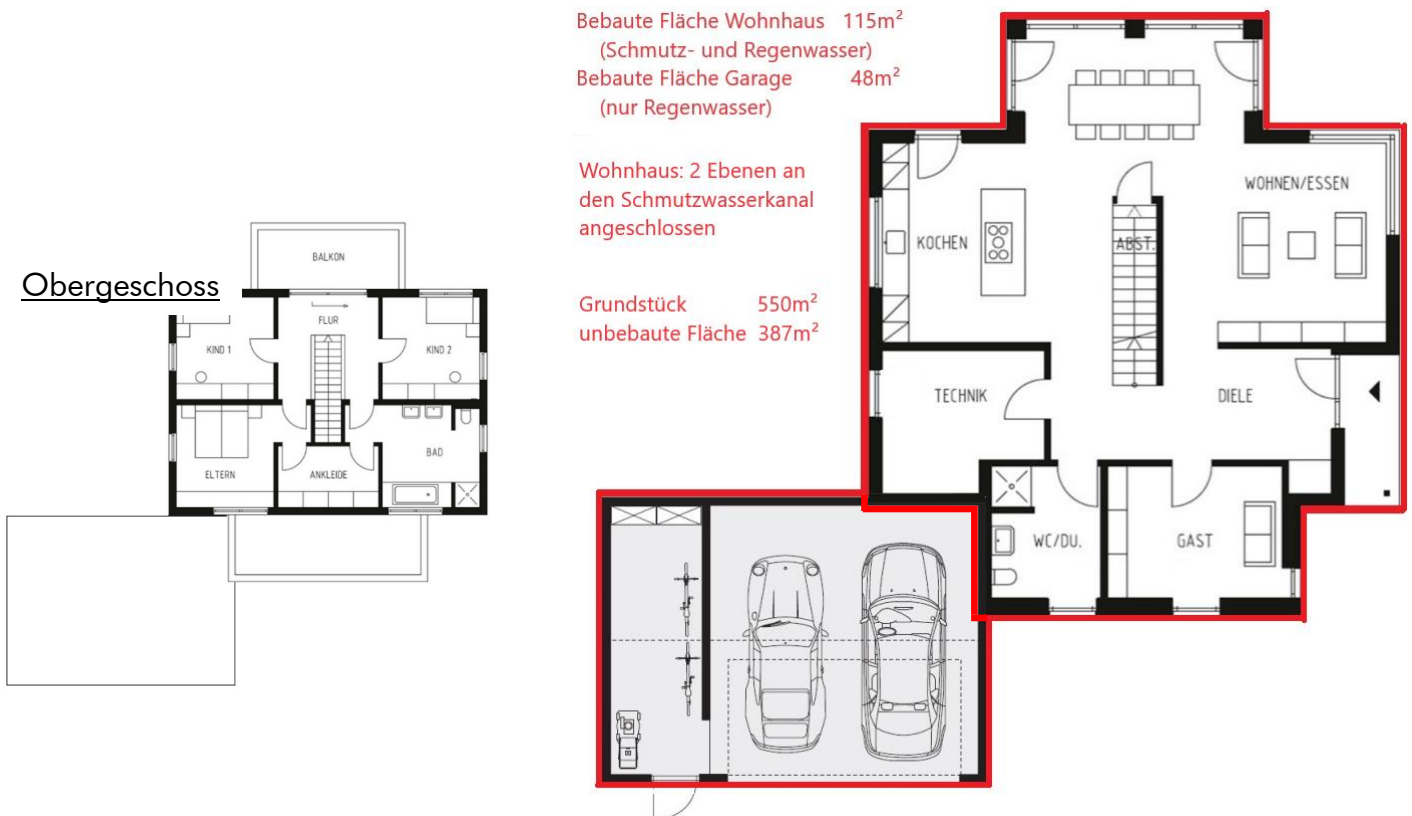 Bebaute Fläche Wohnhaus 115m²
(Schmutz- und Regenwasser)
Bebaute Fläche Garage 48m²
(nur Regenwasser)
Wohnhaus: 2 Ebenen an
den Schmutzwasserkanal
angeschlossen
Grundstück 550m²
unbebaute Fläche 387m²
Obergeschoss
BALKON
FLUR
KIND 1
KIND 2
ELTERN
ANKLEIDE
BAD
WOHNEN/ESSEN
KOCHEN
ABST.
TECHNIK
DIELE
WC/DU.
GAST